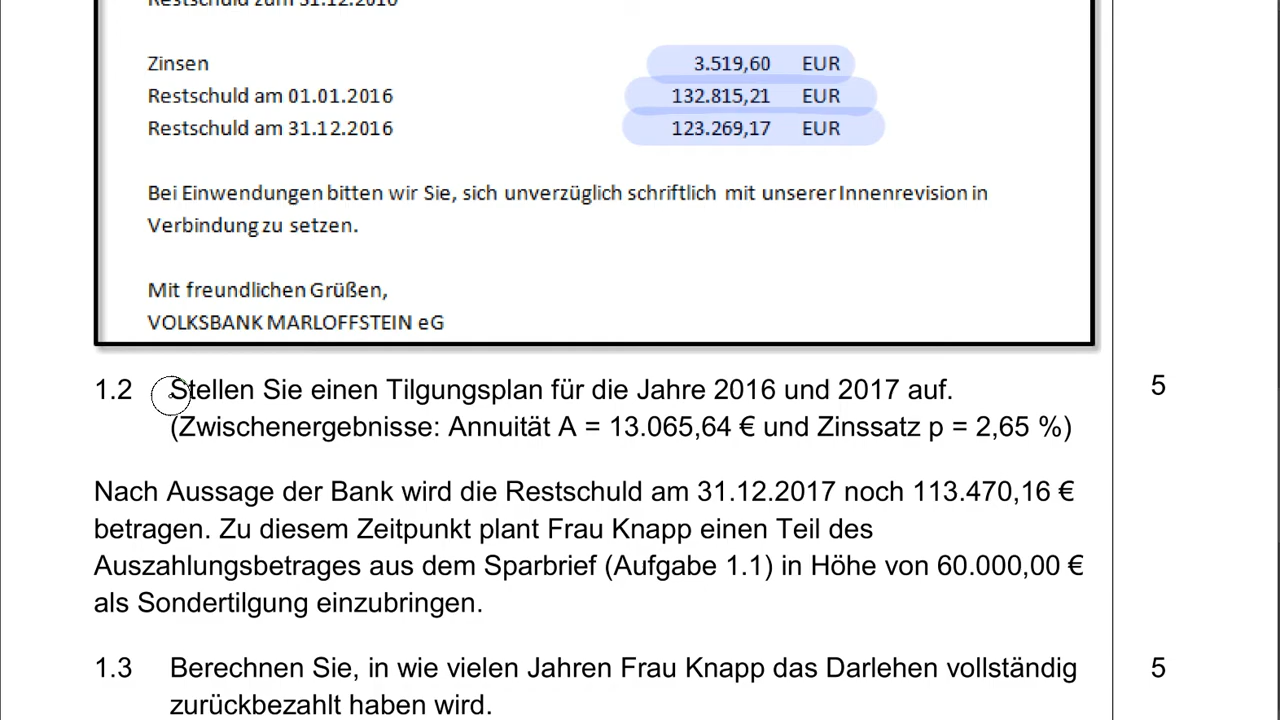 Restschuld zum 31.12.2016
Zinsen 3.519,60 EUR
Restschuld am 01.01.2016 132.815,21 EUR
Restschuld am 31.12.2016 123.269,17 EUR
Bei Einwendungen bitten wir Sie, sich unverzüglich schriftlich mit unserer Innenrevision in
Verbindung zu setzen.
Mit freundlichen Grüßen,
VOLKSBANK MARLOFFSTEIN eG
1.2 Stellen Sie einen Tilgungsplan für die Jahre 2016 und 2017 auf. 5
(Zwischenergebnisse: Annuität A = 13.065,64 € und Zinssatz p = 2,65 %)
Nach Aussage der Bank wird die Restschuld am 31.12.2017 noch 113.470,16 €
betragen. Zu diesem Zeitpunkt plant Frau Knapp einen Teil des
Auszahlungsbetrages aus dem Sparbrief (Aufgabe 1.1) in Höhe von 60.000,00 €
als Sondertilgung einzubringen.
1.3 Berechnen Sie, in wie vielen Jahren Frau Knapp das Darlehen vollständig 5
zurückbezahlt haben wird.